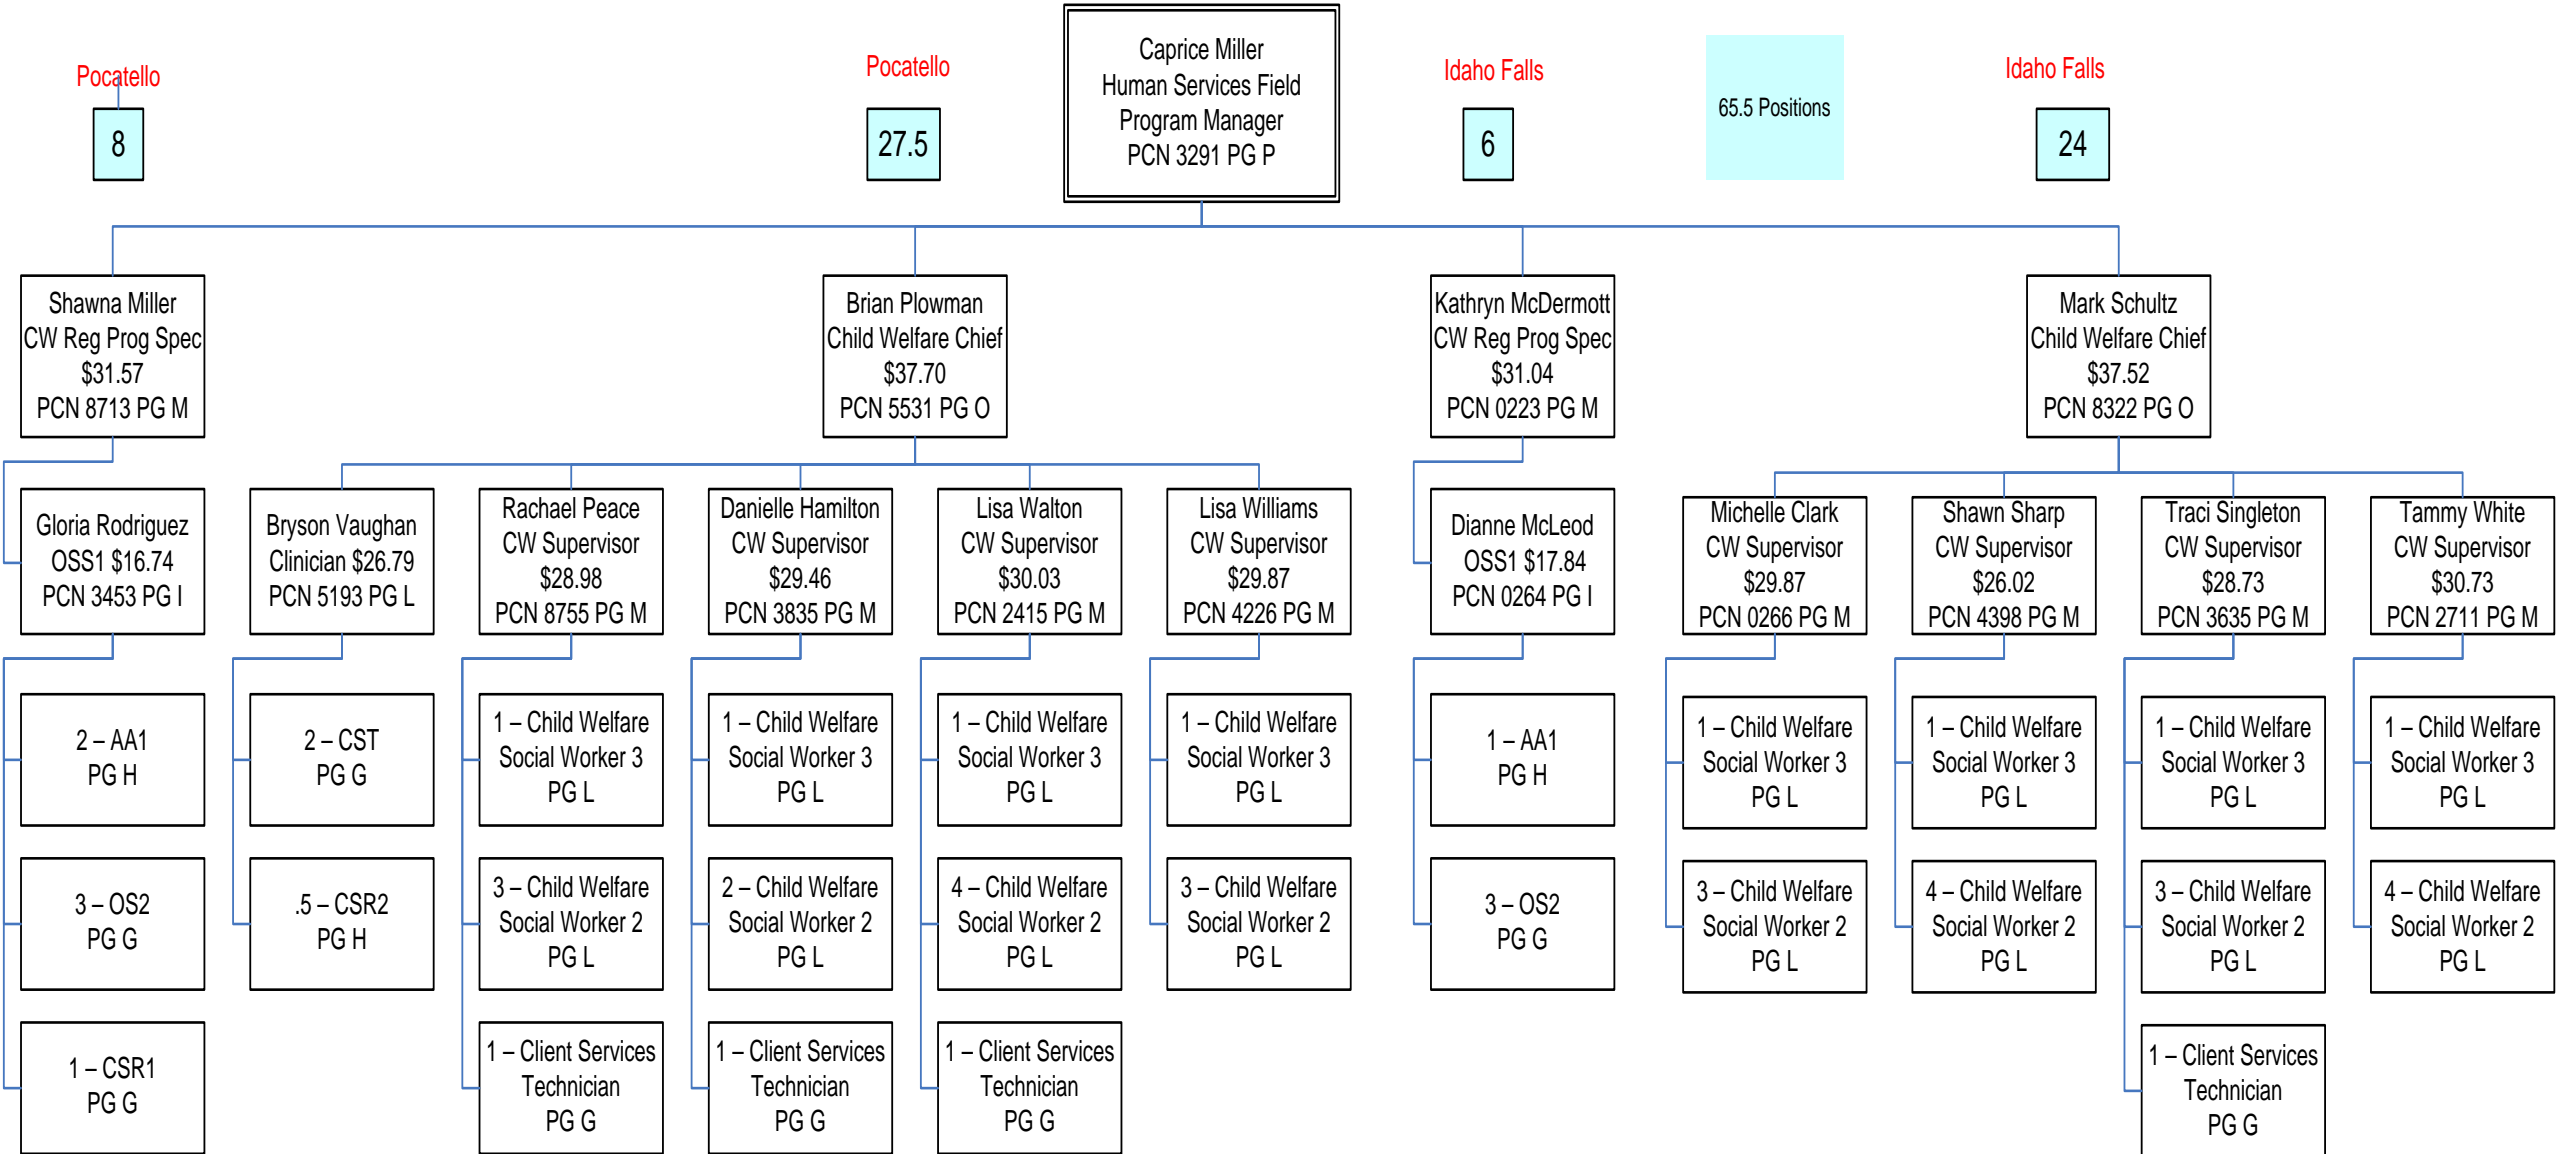 Pocatello
8
Pocatello
27.5
Caprice Miller
Human Services Field
Program Manager
PCN 3291 PG P
Idaho Falls
6
65.5 Positions
Idaho Falls
24
Shawna Miller
CW Reg Prog Spec
$31.57
PCN 8713 PG M
Brian Plowman
Child Welfare Chief
$37.70
PCN 5531 PG O
Kathryn McDermott
CW Reg Prog Spec
$31.04
PCN 0223 PG M
Mark Schultz
Child Welfare Chief
$37.52
PCN 8322 PG O
Gloria Rodriguez
OSS1 $16.74
PCN 3453 PG I
Bryson Vaughan
Clinician $26.79
PCN 5193 PG L
Rachael Peace
CW Supervisor
$28.98
PCN 8755 PG M
Danielle Hamilton
CW Supervisor
$29.46
PCN 3835 PG M
Lisa Walton
CW Supervisor
$30.03
PCN 2415 PG M
Lisa Williams
CW Supervisor
$29.87
PCN 4226 PG M
Dianne McLeod
OSS1 $17.84
PCN 0264 PG I
Michelle Clark
CW Supervisor
$29.87
PCN 0266 PG M
Shawn Sharp
CW Supervisor
$26.02
PCN 4398 PG M
Traci Singleton
CW Supervisor
$28.73
PCN 3635 PG M
Tammy White
CW Supervisor
$30.73
PCN 2711 PG M
2 – AA1
PG H
2 – CST
PG G
1 – Child Welfare
Social Worker 3
PG L
1 – Child Welfare
Social Worker 3
PG L
1 – Child Welfare
Social Worker 3
PG L
1 – Child Welfare
Social Worker 3
PG L
1 – AA1
PG H
1 – Child Welfare
Social Worker 3
PG L
1 – Child Welfare
Social Worker 3
PG L
1 – Child Welfare
Social Worker 3
PG L
1 – Child Welfare
Social Worker 3
PG L
3 – OS2
PG G
.5 – CSR2
PG H
3 – Child Welfare
Social Worker 2
PG L
2 – Child Welfare
Social Worker 2
PG L
4 – Child Welfare
Social Worker 2
PG L
3 – Child Welfare
Social Worker 2
PG L
3 – OS2
PG G
3 – Child Welfare
Social Worker 2
PG L
4 – Child Welfare
Social Worker 2
PG L
3 – Child Welfare
Social Worker 2
PG L
4 – Child Welfare
Social Worker 2
PG L
1 – CSR1
PG G
1 – Client Services
Technician
PG G
1 – Client Services
Technician
PG G
1 – Client Services
Technician
PG G
1 – Client Services
Technician
PG G